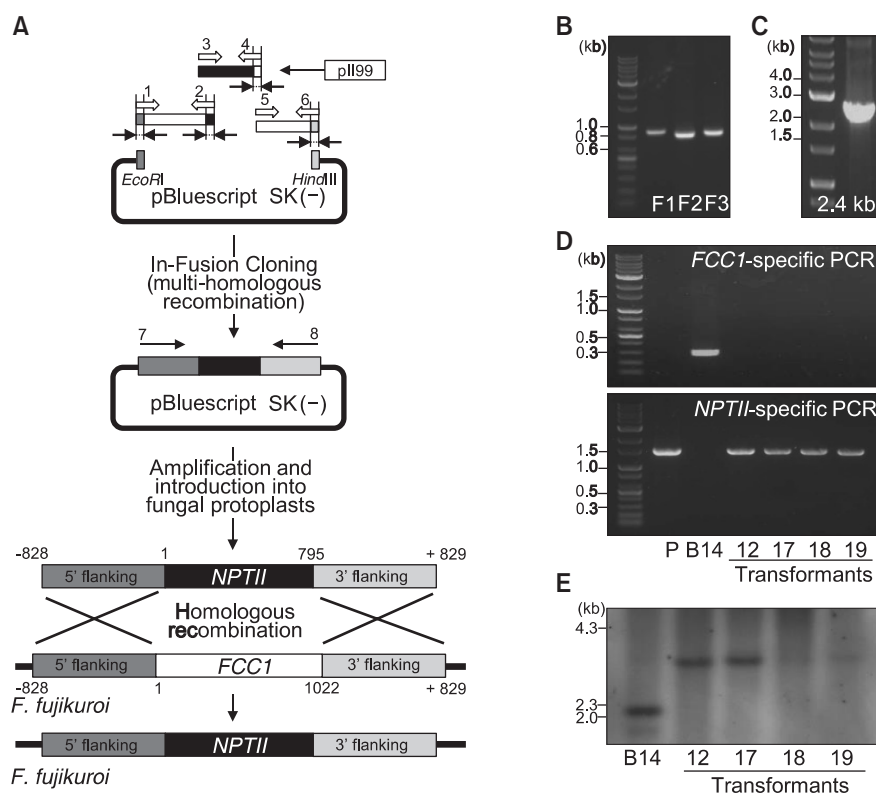 A
3 4
pII99
1 2
5 6
EcoRI HindIII
pBluescript SK(-)
In-Fusion Cloning
(multi-homologous
recombination)
7 8
pBluescript SK(-)
Amplification and
introduction into
fungal protoplasts
-828 1 795 + 829
5' flanking NPTII 3' flanking
Homologous
recombination
5' flanking FCC1 3' flanking
-828 1 1022 + 829
F. fujikuroi
5' flanking NPTII 3' flanking
F. fujikuroi
B
(kb)
1.0
0.8
0.6
F1 F2 F3
C
(kb)
4.0
3.0
2.0
1.5
2.4 kb
D
(kb)
FCC1-specific PCR
1.5
1.0
0.5
0.3
NPTII-specific PCR
1.5
1.0
0.5
0.3
P B14 12 17 18 19
Transformants
E
(kb)
4.3
2.3
2.0
B14 12 17 18 19
Transformants